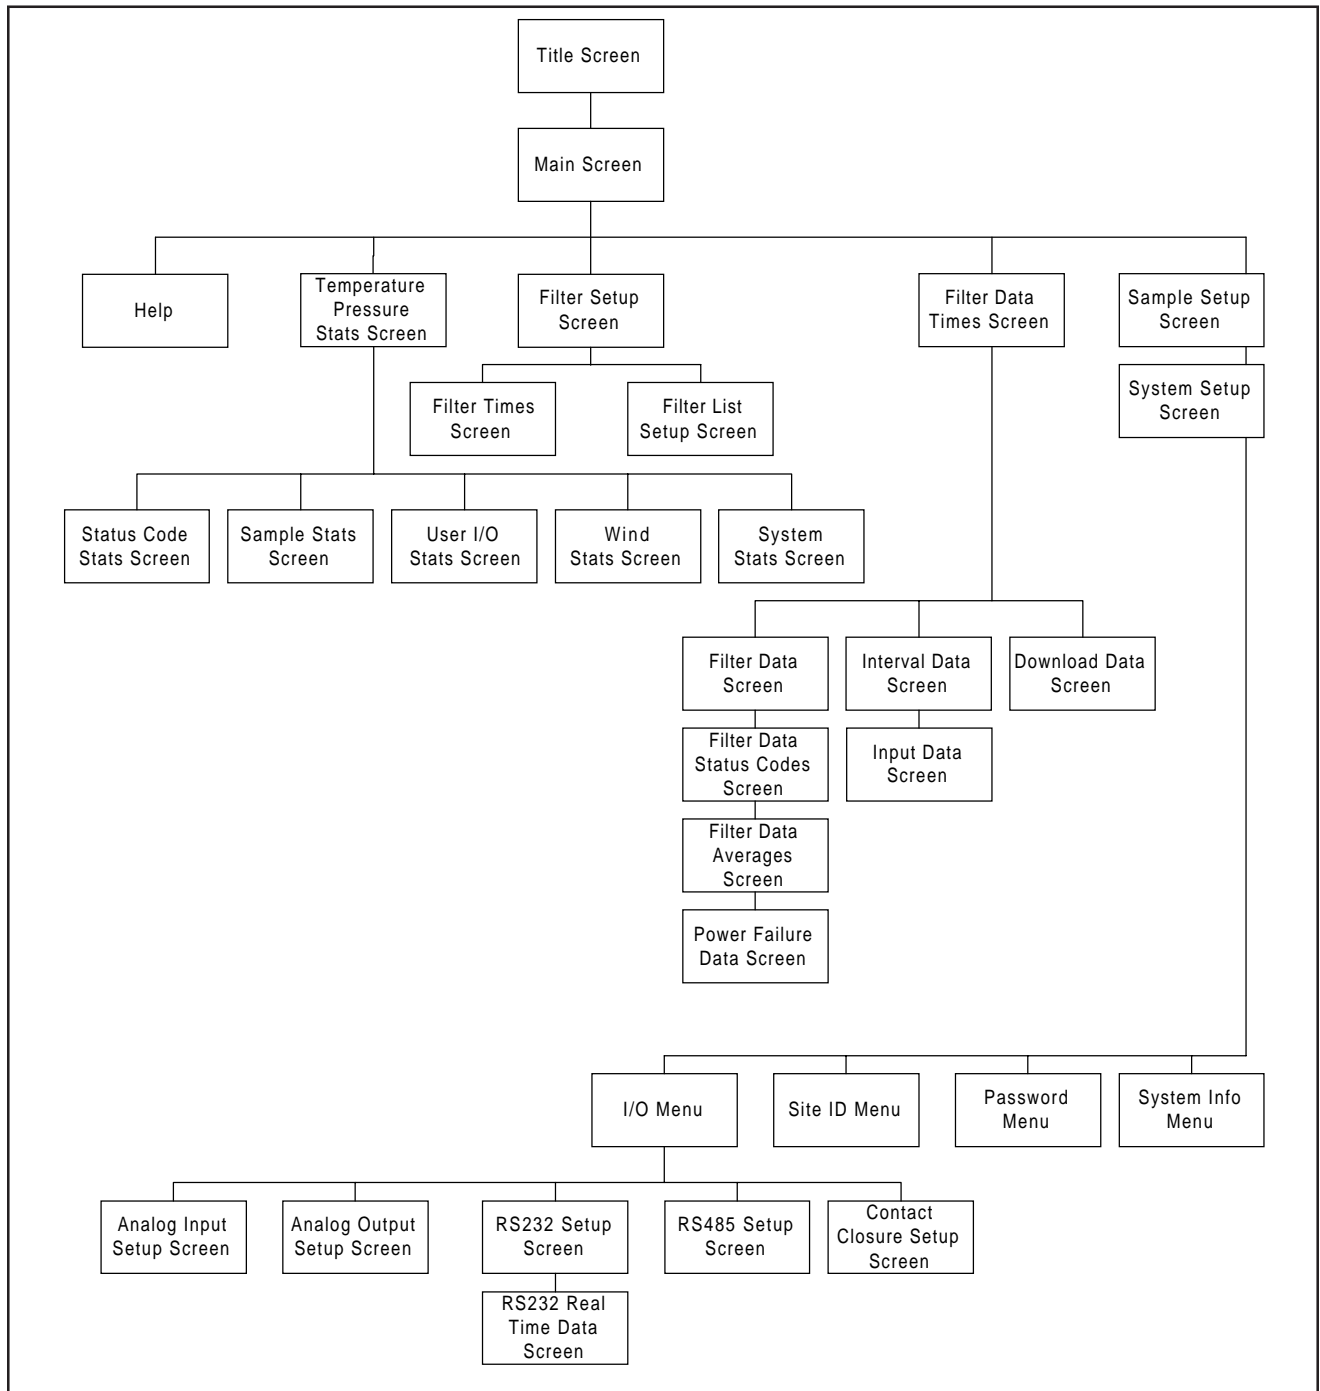 Title Screen
Main Screen
Help
Temperature
Pressure
Stats Screen
Filter Setup
Screen
Filter Data
Times Screen
Sample Setup
Screen
Filter Times
Screen
Filter List
Setup Screen
System Setup
Screen
Status Code
Stats Screen
Sample Stats
Screen
User I/O
Stats Screen
Wind
Stats Screen
System
Stats Screen
Filter Data
Screen
Interval Data
Screen
Download Data
Screen
Filter Data
Status Codes
Screen
Input Data
Screen
Filter Data
Averages
Screen
Power Failure
Data Screen
I/O Menu
Site ID Menu
Password
Menu
System Info
Menu
Analog Input
Setup Screen
Analog Output
Setup Screen
RS232 Setup
Screen
RS485 Setup
Screen
Contact
Closure Setup
Screen
RS232 Real
Time Data
Screen